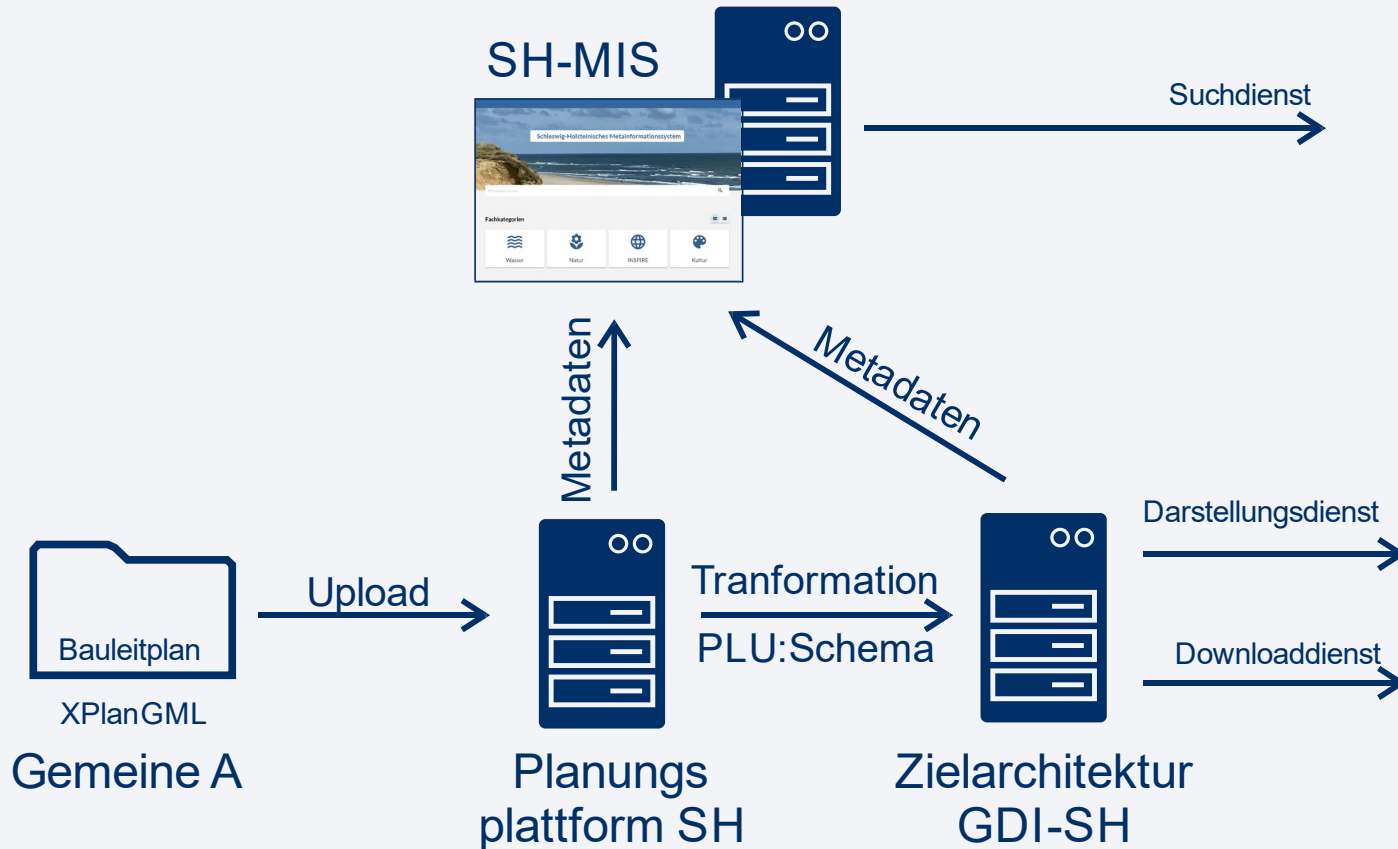 SH-MIS
Schleswig-Holsteinisches Metainformationssystem
Fachkategorien
Wasser
Natur
INSPIRE
Kultur
Suchdienst
Metadaten
Metadaten
Bauleitplan
XPlanGML
Gemeine A
Upload
Planungs
plattform SH
Tranformation
PLU:Schema
Zielarchitektur
GDI-SH
Darstellungsdienst
Downloaddienst